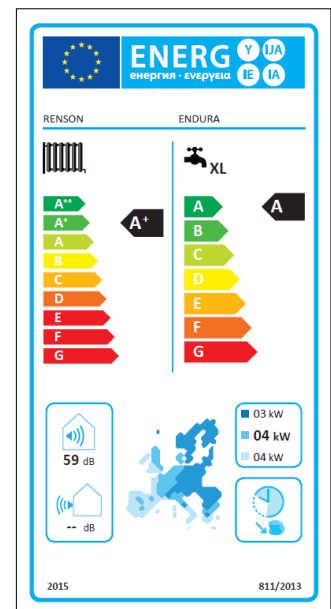 ENERG Y IJA
енергия · ενεργεια IE IA
RENSON ENDURA
XL
A++
A+
A
B
C
D
E
F
G
A+
A
B
C
D
E
F
G
A
59 dB
-- dB
03 kW
04 kW
04 kW
2015 811/2013